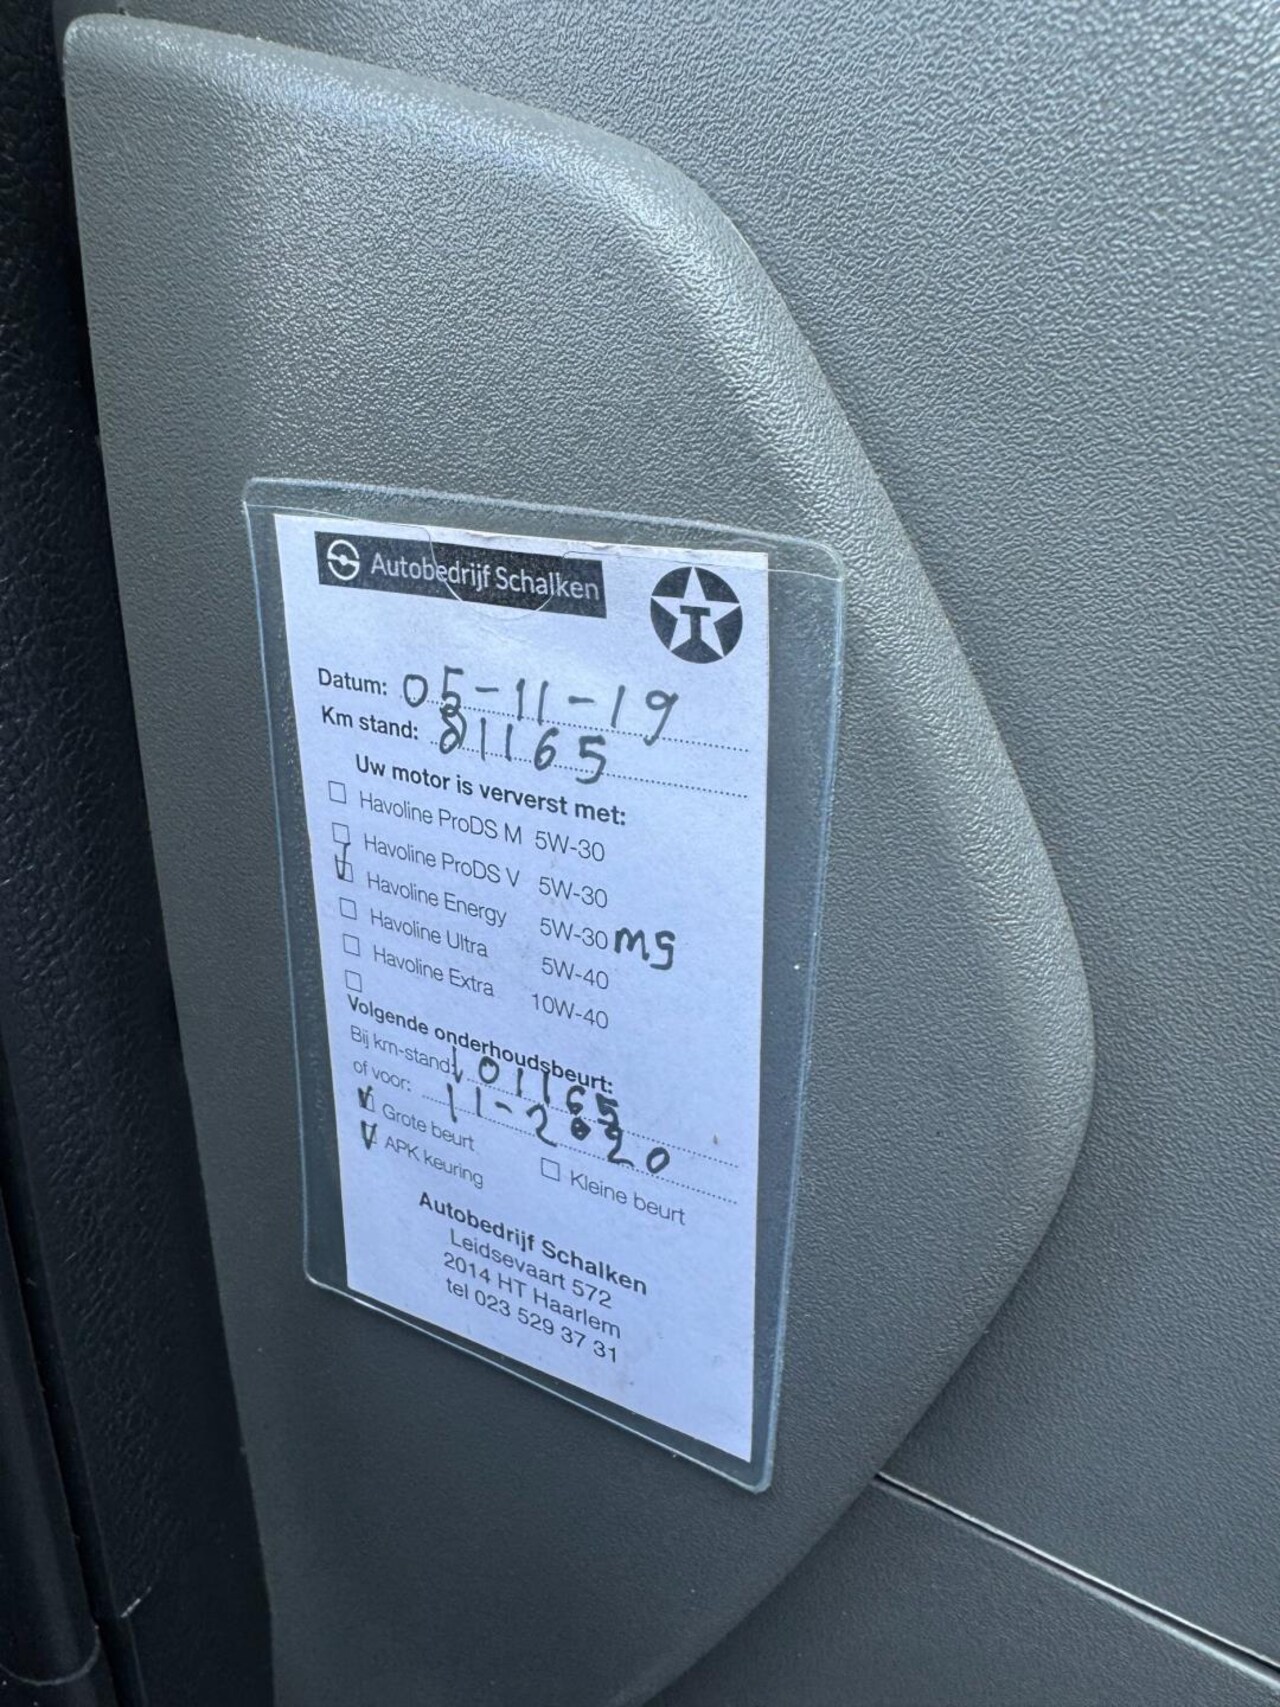 Autobedrijf Schalken
T
Datum: 05-11-19
Km stand: 81165
Uw motor is ververst met:
Havoline ProDS M 5W-30
Havoline ProDS V 5W-30
Havoline Energy 5W-30 MS
Havoline Ultra 5W-40
Havoline Extra 10W-40
Volgende onderhoudsbeurt:
Bij km-stand: 101165
of voor: 11-2020
Grote beurt
Kleine beurt
APK keuring
Autobedrijf Schalken
Leidsevaart 572
2014 HT Haarlem
tel 023 529 37 31